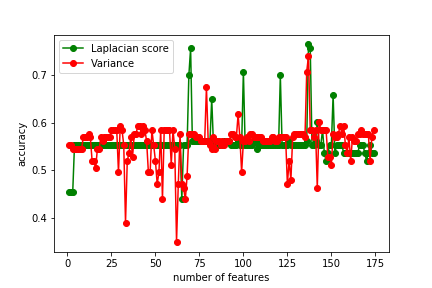 Laplacian score
Variance
0.7
0.6
0.5
0.4
accuracy
0 25 50 75 100 125 150 175
number of features